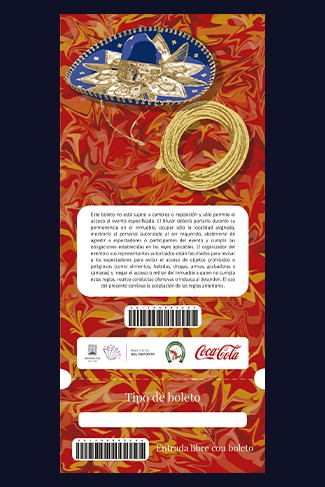 Este boleto no está sujeto a cambios o reposición y sólo permite el
acceso al evento especificado. El titular deberá portarlo durante su
permanencia en el inmueble, ocupar sólo la localidad asignada,
mostrarlo al personal autorizado al ser requerido, abstenerse de
agredir a espectadores o participantes del evento y cumplir las
obligaciones establecidas en las leyes aplicables. El organizador del
evento o sus representantes autorizados están facultados para revisar
a los espectadores para evitar el acceso de objetos prohibidos o
peligrosos (como alimentos, bebidas, drogas, armas, grabadoras o
cámaras) y negar el acceso o retirar del inmueble a quien no cumpla
estas reglas, realice conductas ofensivas o induzca al desorden. El uso
del presente conlleva la aceptación de las reglas anteriores.
MORELOS
INSTITUTO
DEL DEPORTE
Coca-Cola
Tipo de boleto
Entrada libre con boleto